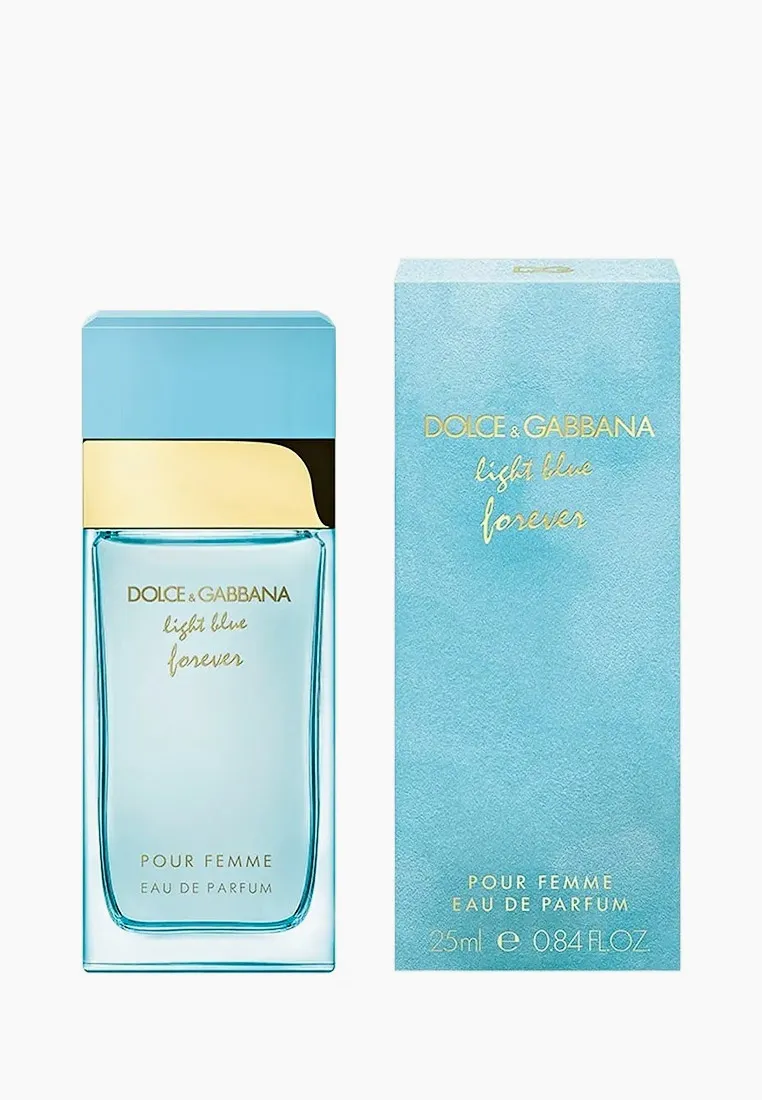 DOLCE & GABBANA
light blue
forever
POUR FEMME
EAU DE PARFUM
DOLCE & GABBANA
light blue
forever
POUR FEMME
EAU DE PARFUM
25ml e 0.84 FL.OZ.